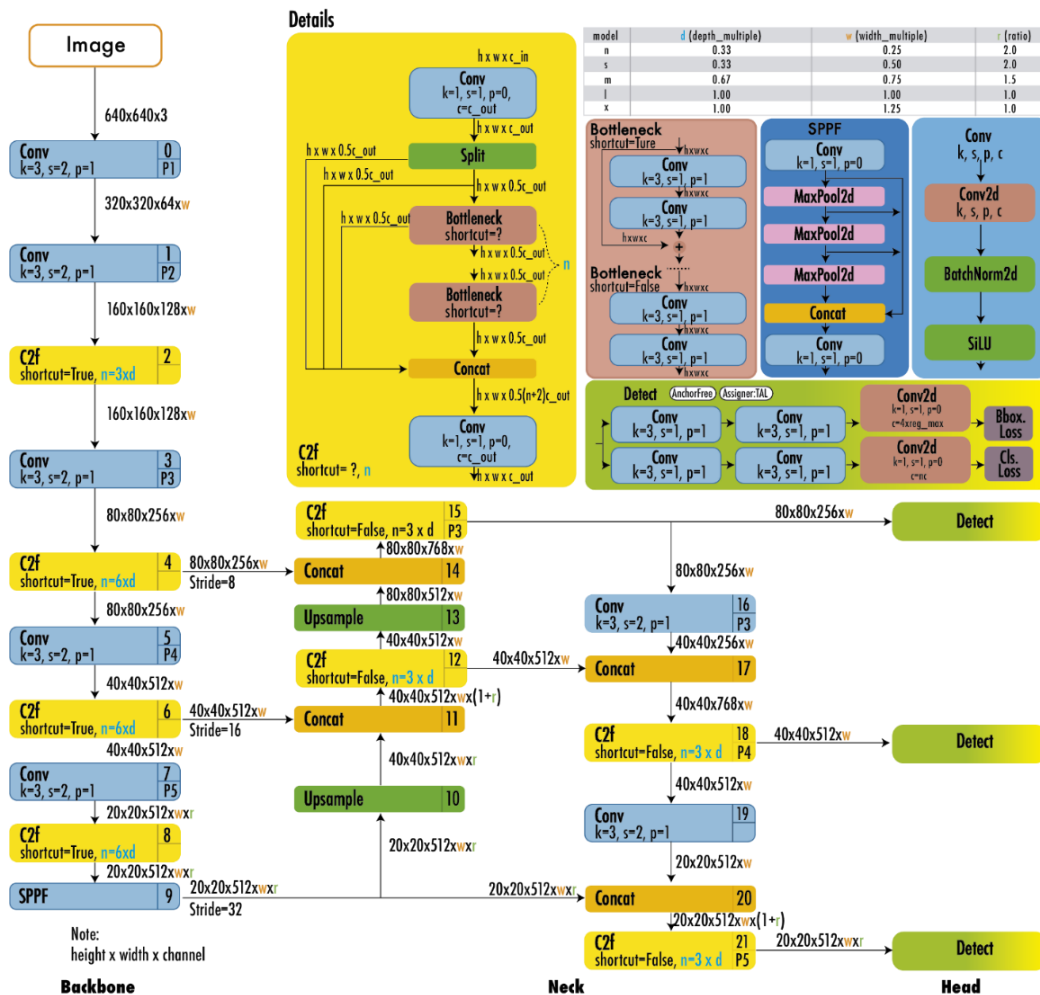 Image
640x640x3
Conv
k=3, s=2, p=1
0
P1
320x320x64xw
Conv
k=3, s=2, p=1
1
P2
160x160x128xw
C2f
shortcut=True, n=3xd
2
160x160x128xw
Conv
k=3, s=2, p=1
3
P3
80x80x256xw
C2f
shortcut=True, n=6xd
4
80x80x256xw
Stride=8
80x80x256xw
Conv
k=3, s=2, p=1
5
P4
40x40x512xw
C2f
shortcut=True, n=6xd
6
40x40x512xw
Stride=16
40x40x512xw
Conv
k=3, s=2, p=1
7
P5
20x20x512xwxr
C2f
shortcut=True, n=6xd
8
20x20x512xwxr
SPPF
9
20x20x512xwxr
Stride=32
Note:
height x width x channel
Backbone
Details
h x w x c_in
Conv
k=1, s=1, p=0,
c=c_out
h x w x c_out
Split
h x w x 0.5c_out
h x w x 0.5c_out
h x w x 0.5c_out
h x w x 0.5c_out
Bottleneck
shortcut=?
h x w x 0.5c_out
h x w x 0.5c_out
n
Bottleneck
shortcut=?
h x w x 0.5c_out
Concat
h x w x 0.5(n+2)c_out
Conv
k=1, s=1, p=0,
c=c_out
h x w x c_out
C2f
shortcut= ?, n
model d (depth_multiple) w (width_multiple) r (ratio)
n 0.33 0.25 2.0
s 0.33 0.50 2.0
m 0.67 0.75 1.5
l 1.00 1.00 1.0
x 1.00 1.25 1.0
Bottleneck
shortcut=Ture
hxwxc
Conv
k=3, s=1, p=1
hxwxc
Conv
k=3, s=1, p=1
hxwxc
+
Bottleneck
shortcut=False
hxwxc
Conv
k=3, s=1, p=1
hxwxc
Conv
k=3, s=1, p=1
hxwxc
SPPF
Conv
k=1, s=1, p=0
MaxPool2d
MaxPool2d
MaxPool2d
Concat
Conv
k=1, s=1, p=0
Conv
k, s, p, c
Conv2d
k, s, p, c
BatchNorm2d
SiLU
Detect
AnchorFree
Assigner:TAL
Conv
k=3, s=1, p=1
Conv
k=3, s=1, p=1
Conv2d
k=1, s=1, p=0
c=4xreg_max
Bbox.
Loss
Conv
k=3, s=1, p=1
Conv
k=3, s=1, p=1
Conv2d
k=1, s=1, p=0
c=nc
Cls.
Loss
C2f
shortcut=False, n=3 x d
15
P3
80x80x256xw
Detect
80x80x768xw
Concat
14
80x80x512xw
Upsample
13
40x40x512xw
C2f
shortcut=False, n=3 x d
12
40x40x512xw
40x40x512xwx(1+r)
Concat
11
40x40x512xwxr
Upsample
10
20x20x512xwxr
80x80x256xw
Conv
k=3, s=2, p=1
16
P3
40x40x256xw
Concat
17
40x40x768xw
C2f
shortcut=False, n=3 x d
18
P4
40x40x512xw
Detect
40x40x512xw
Conv
k=3, s=2, p=1
19
20x20x512xw
20x20x512xwxr
Concat
20
20x20x512xwx(1+r)
C2f
shortcut=False, n=3 x d
21
P5
20x20x512xwxr
Detect
Neck
Head